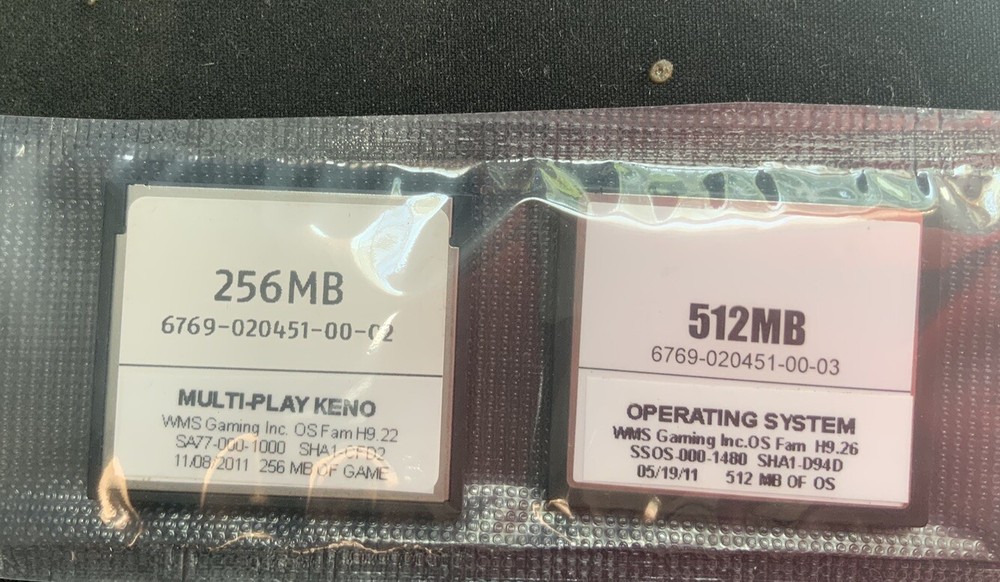 256MB
6769-020451-00-02
MULTI-PLAY KENO
WMS Gaming Inc. OS Fam H9.22
SA77-000-1000 SHA1-CFD2
11/08/2011 256 MB OF GAME
512MB
6769-020451-00-03
OPERATING SYSTEM
WMS Gaming Inc.OS Fam H9.26
SSOS-000-1480 SHA1-D94D
05/19/11 512 MB OF OS